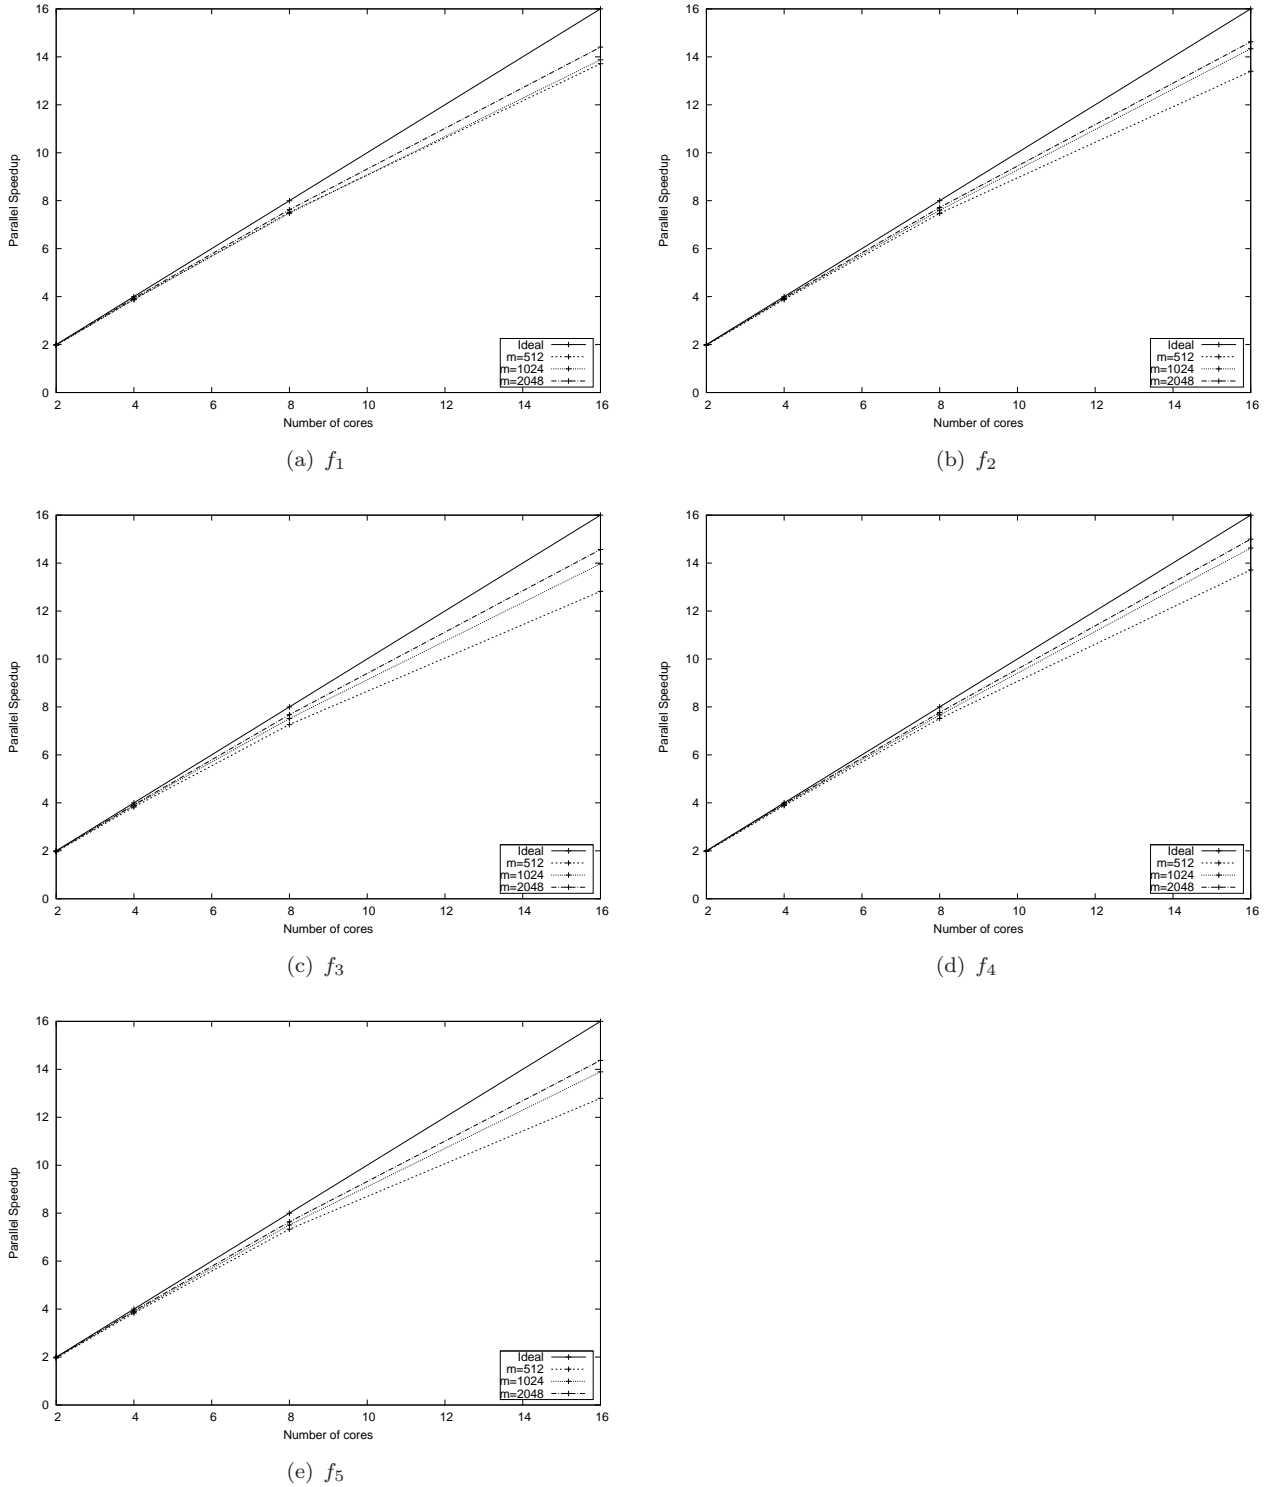 16
14
12
10
8
6
4
2
0
Parallel Speedup
Ideal
m=512
m=1024
m=2048
2 4 6 8 10 12 14 16
Number of cores
(a) f1
16
14
12
10
8
6
4
2
0
Parallel Speedup
Ideal
m=512
m=1024
m=2048
2 4 6 8 10 12 14 16
Number of cores
(b) f2
16
14
12
10
8
6
4
2
0
Parallel Speedup
Ideal
m=512
m=1024
m=2048
2 4 6 8 10 12 14 16
Number of cores
(c) f3
16
14
12
10
8
6
4
2
0
Parallel Speedup
Ideal
m=512
m=1024
m=2048
2 4 6 8 10 12 14 16
Number of cores
(d) f4
16
14
12
10
8
6
4
2
0
Parallel Speedup
Ideal
m=512
m=1024
m=2048
2 4 6 8 10 12 14 16
Number of cores
(e) f5